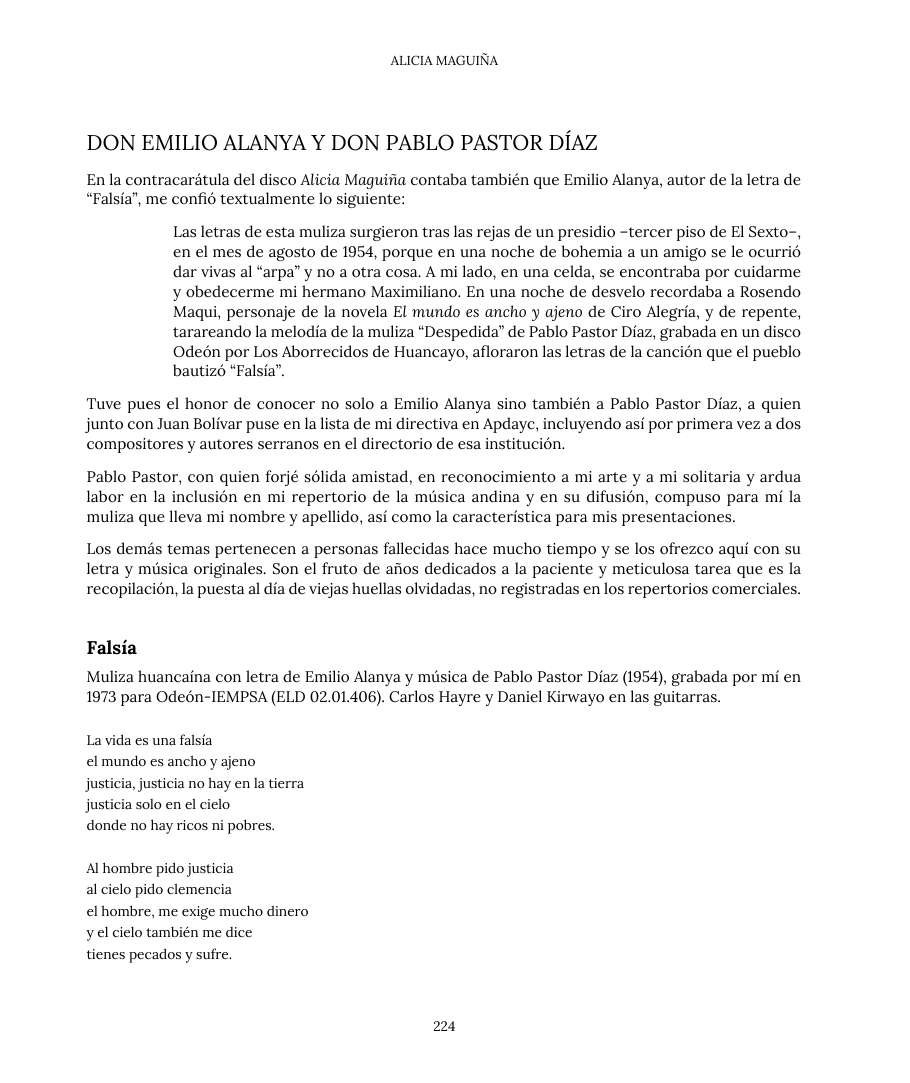 ALICIA MAGUIÑA
DON EMILIO ALANYA Y DON PABLO PASTOR DÍAZ
En la contracarátula del disco Alicia Maguiña contaba también que Emilio Alanya, autor de la letra de
“Falsía”, me confió textualmente lo siguiente:
Las letras de esta muliza surgieron tras las rejas de un presidio –tercer piso de El Sexto–,
en el mes de agosto de 1954, porque en una noche de bohemia a un amigo se le ocurrió
dar vivas al “arpa” y no a otra cosa. A mi lado, en una celda, se encontraba por cuidarme
y obedecerme mi hermano Maximiliano. En una noche de desvelo recordaba a Rosendo
Maqui, personaje de la novela El mundo es ancho y ajeno de Ciro Alegría, y de repente,
tarareando la melodía de la muliza “Despedida” de Pablo Pastor Díaz, grabada en un disco
Odeón por Los Aborrecidos de Huancayo, afloraron las letras de la canción que el pueblo
bautizó “Falsía”.
Tuve pues el honor de conocer no solo a Emilio Alanya sino también a Pablo Pastor Díaz, a quien
junto con Juan Bolívar puse en la lista de mi directiva en Apdayc, incluyendo así por primera vez a dos
compositores y autores serranos en el directorio de esa institución.
Pablo Pastor, con quien forjé sólida amistad, en reconocimiento a mi arte y a mi solitaria y ardua
labor en la inclusión en mi repertorio de la música andina y en su difusión, compuso para mí la
muliza que lleva mi nombre y apellido, así como la característica para mis presentaciones.
Los demás temas pertenecen a personas fallecidas hace mucho tiempo y se los ofrezco aquí con su
letra y música originales. Son el fruto de años dedicados a la paciente y meticulosa tarea que es la
recopilación, la puesta al día de viejas huellas olvidadas, no registradas en los repertorios comerciales.
Falsía
Muliza huancaína con letra de Emilio Alanya y música de Pablo Pastor Díaz (1954), grabada por mí en
1973 para Odeón-IEMPSA (ELD 02.01.406). Carlos Hayre y Daniel Kirwayo en las guitarras.
La vida es una falsía
el mundo es ancho y ajeno
justicia, justicia no hay en la tierra
justicia solo en el cielo
donde no hay ricos ni pobres.
Al hombre pido justicia
al cielo pido clemencia
el hombre, me exige mucho dinero
y el cielo también me dice
tienes pecados y sufre.
224